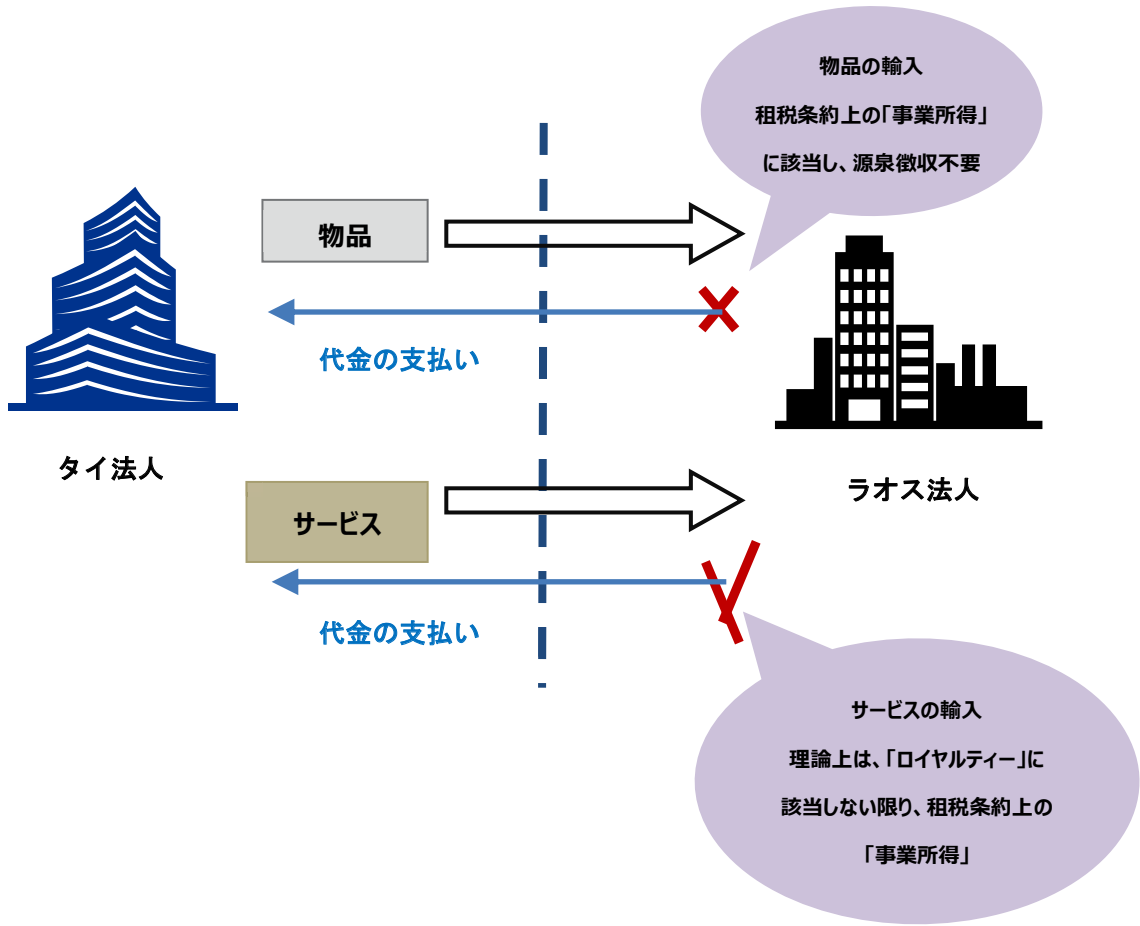 物品の輸入
租税条約上の「事業所得」
に該当し、源泉徴収不要
物品
代金の支払い
タイ法人
ラオス法人
サービス
代金の支払い
サービスの輸入
理論上は、「ロイヤルティー」に
該当しない限り、租税条約上の
「事業所得」